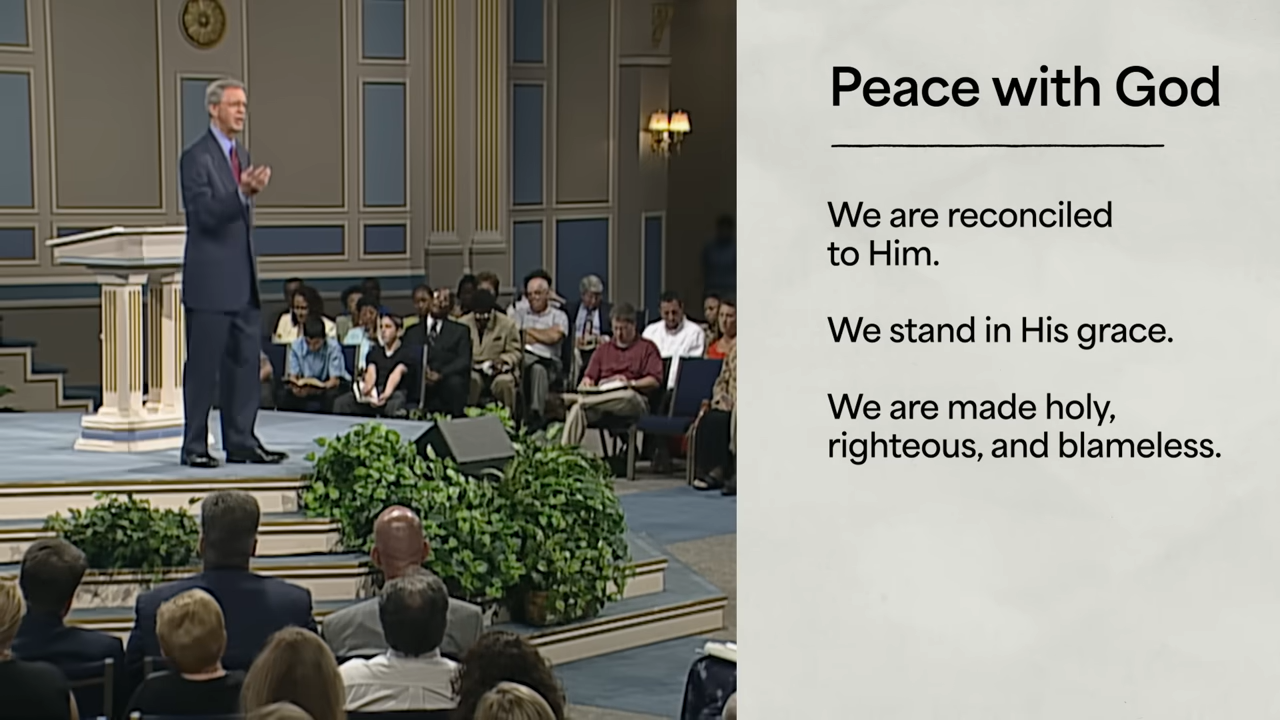 Peace with God
We are reconciled
to Him.
We stand in His grace.
We are made holy,
righteous, and blameless.